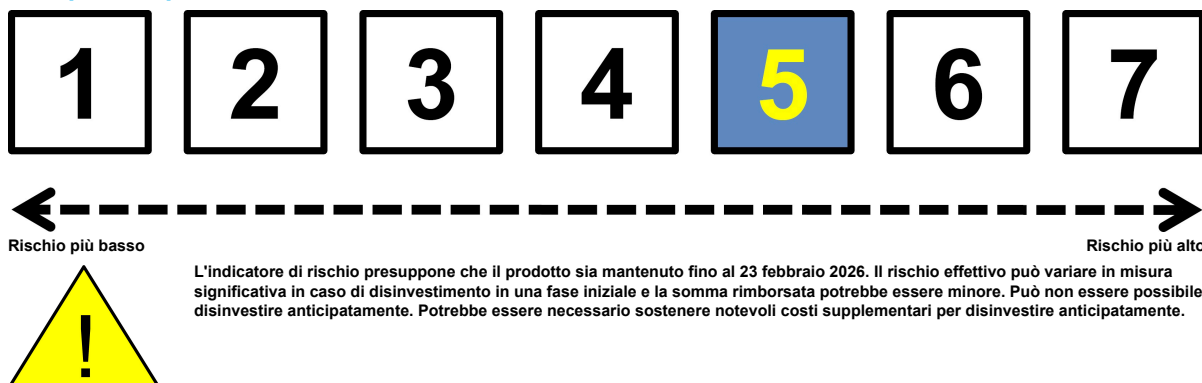 1 2 3 4 5 6 7
Rischio più basso Rischio più alto
L'indicatore di rischio presuppone che il prodotto sia mantenuto fino al 23 febbraio 2026. Il rischio effettivo può variare in misura
significativa in caso di disinvestimento in una fase iniziale e la somma rimborsata potrebbe essere minore. Può non essere possibile
disinvestire anticipatamente. Potrebbe essere necessario sostenere notevoli costi supplementari per disinvestire anticipatamente.
!